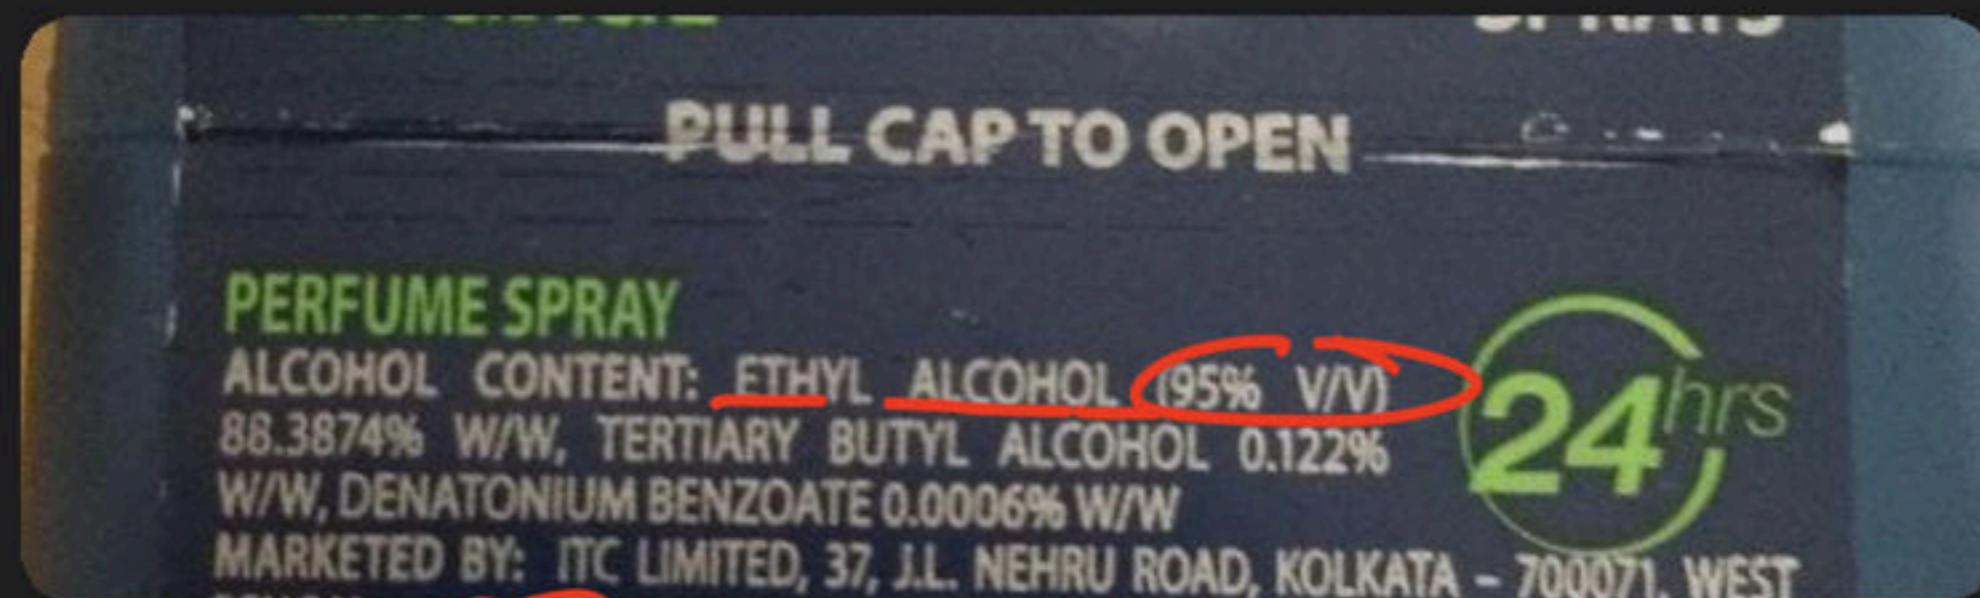 SPRAYS
PULL CAP TO OPEN
PERFUME SPRAY
ALCOHOL CONTENT: ETHYL ALCOHOL (95% V/V)
88.3874% W/W, TERTIARY BUTYL ALCOHOL 0.122%
W/W, DENATONIUM BENZOATE 0.0006% W/W
24hrs
MARKETED BY: ITC LIMITED, 37, J.L. NEHRU ROAD, KOLKATA – 700071, WEST